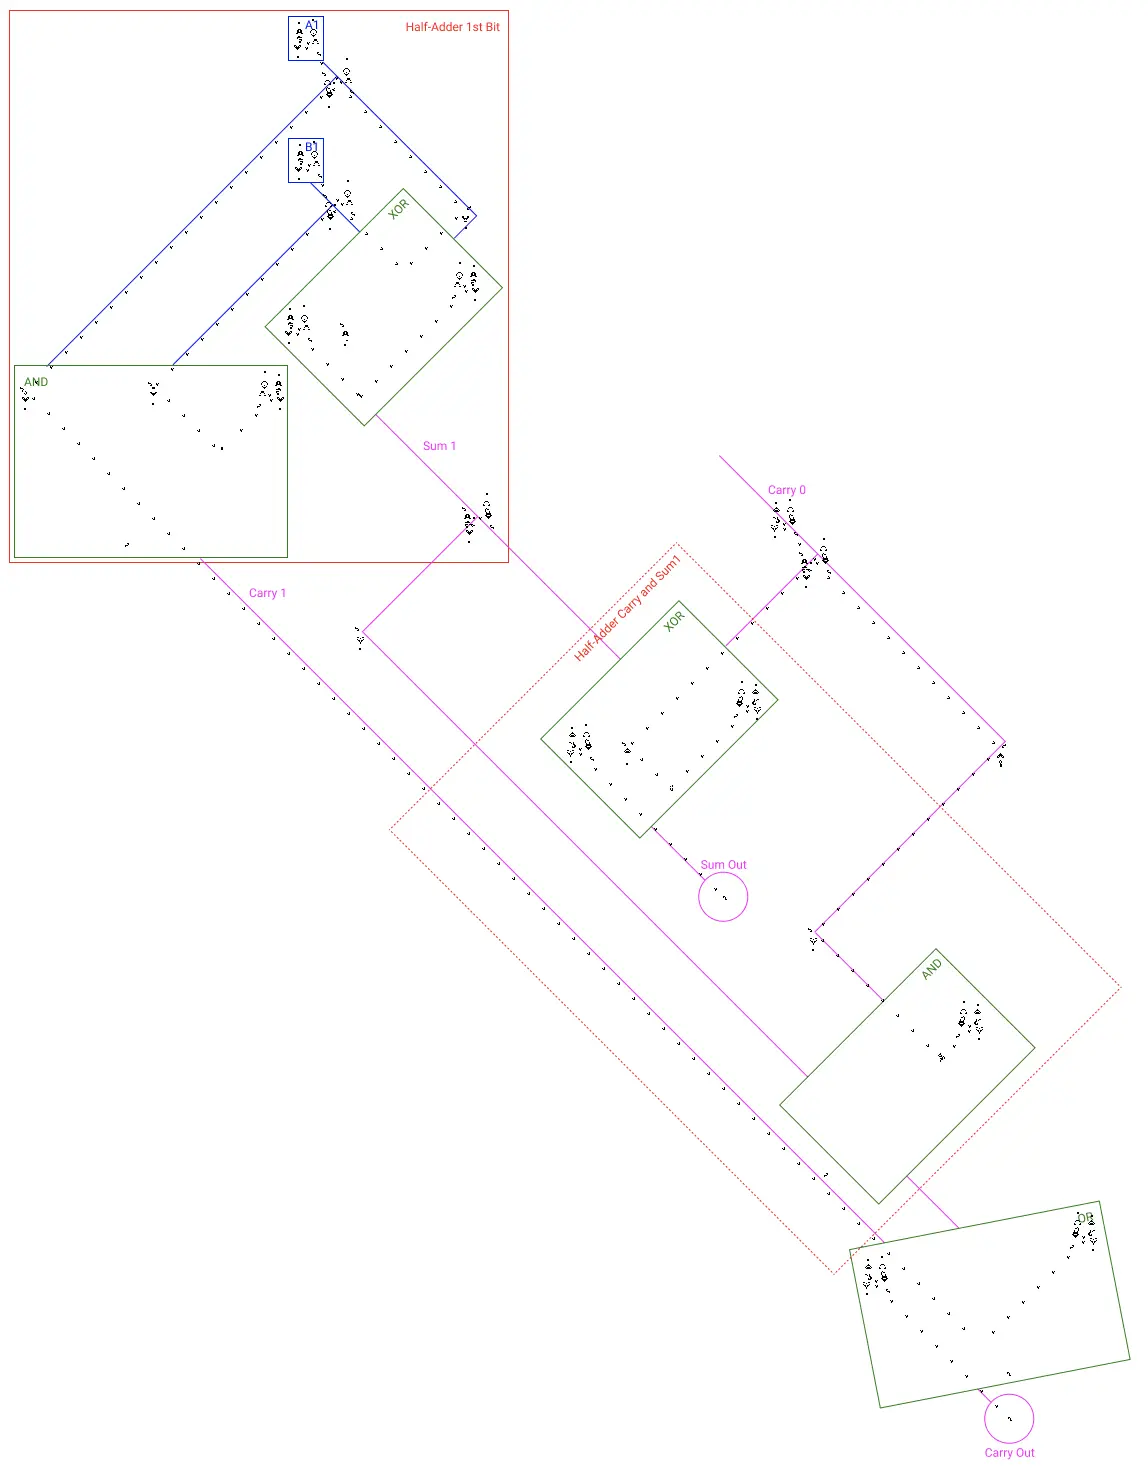 A1
Half-Adder 1st Bit
B1
XOR
AND
Sum 1
Carry 0
Carry 1
Half-Adder Carry and Sum1
XOR
Sum Out
AND
OR
Carry Out